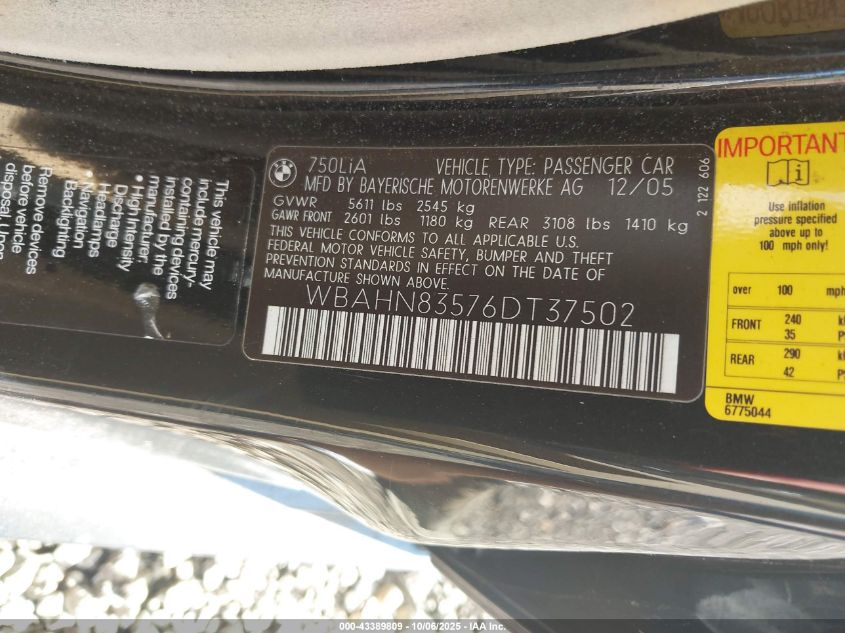 750LiA VEHICLE TYPE: PASSENGER CAR
MFD BY BAYERISCHE MOTORENWERKE AG 12/05
GVWR 5611 lbs 2545 kg
GAWR FRONT 2601 lbs 1180 kg REAR 3108 lbs 1410 kg
THIS VEHICLE CONFORMS TO ALL APPLICABLE U.S.
FEDERAL MOTOR VEHICLE SAFETY, BUMPER AND THEFT
PREVENTION STANDARDS IN EFFECT ON THE DATE OF
MANUFACTURE SHOWN ABOVE.
WBAHN83576DT37502
2 122 606
This vehicle may
include mercury-
installed by the
manufacturer
High Intensity
Discharge
Headlamps
Navigation
Backlighting
Remove devices
before vehicle
disposal. Upon
IMPORTANT
Use inflation
pressure specified
above up to
100 mph only!
over 100 mph
FRONT 240
35
REAR 290
42
BMW
6775044
000-43389809 - 10/06/2025 - IAA Inc.